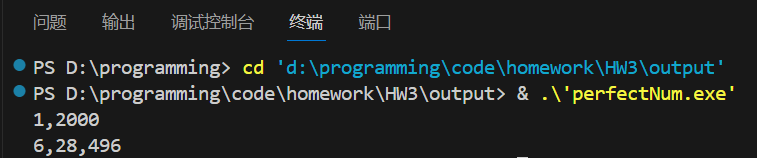 问题 输出 调试控制台 终端 端口
PS D:\programming> cd 'd:\programming\code\homework\HW3\output'
PS D:\programming\code\homework\HW3\output> & .\'perfectNum.exe'
1,2000
6,28,496